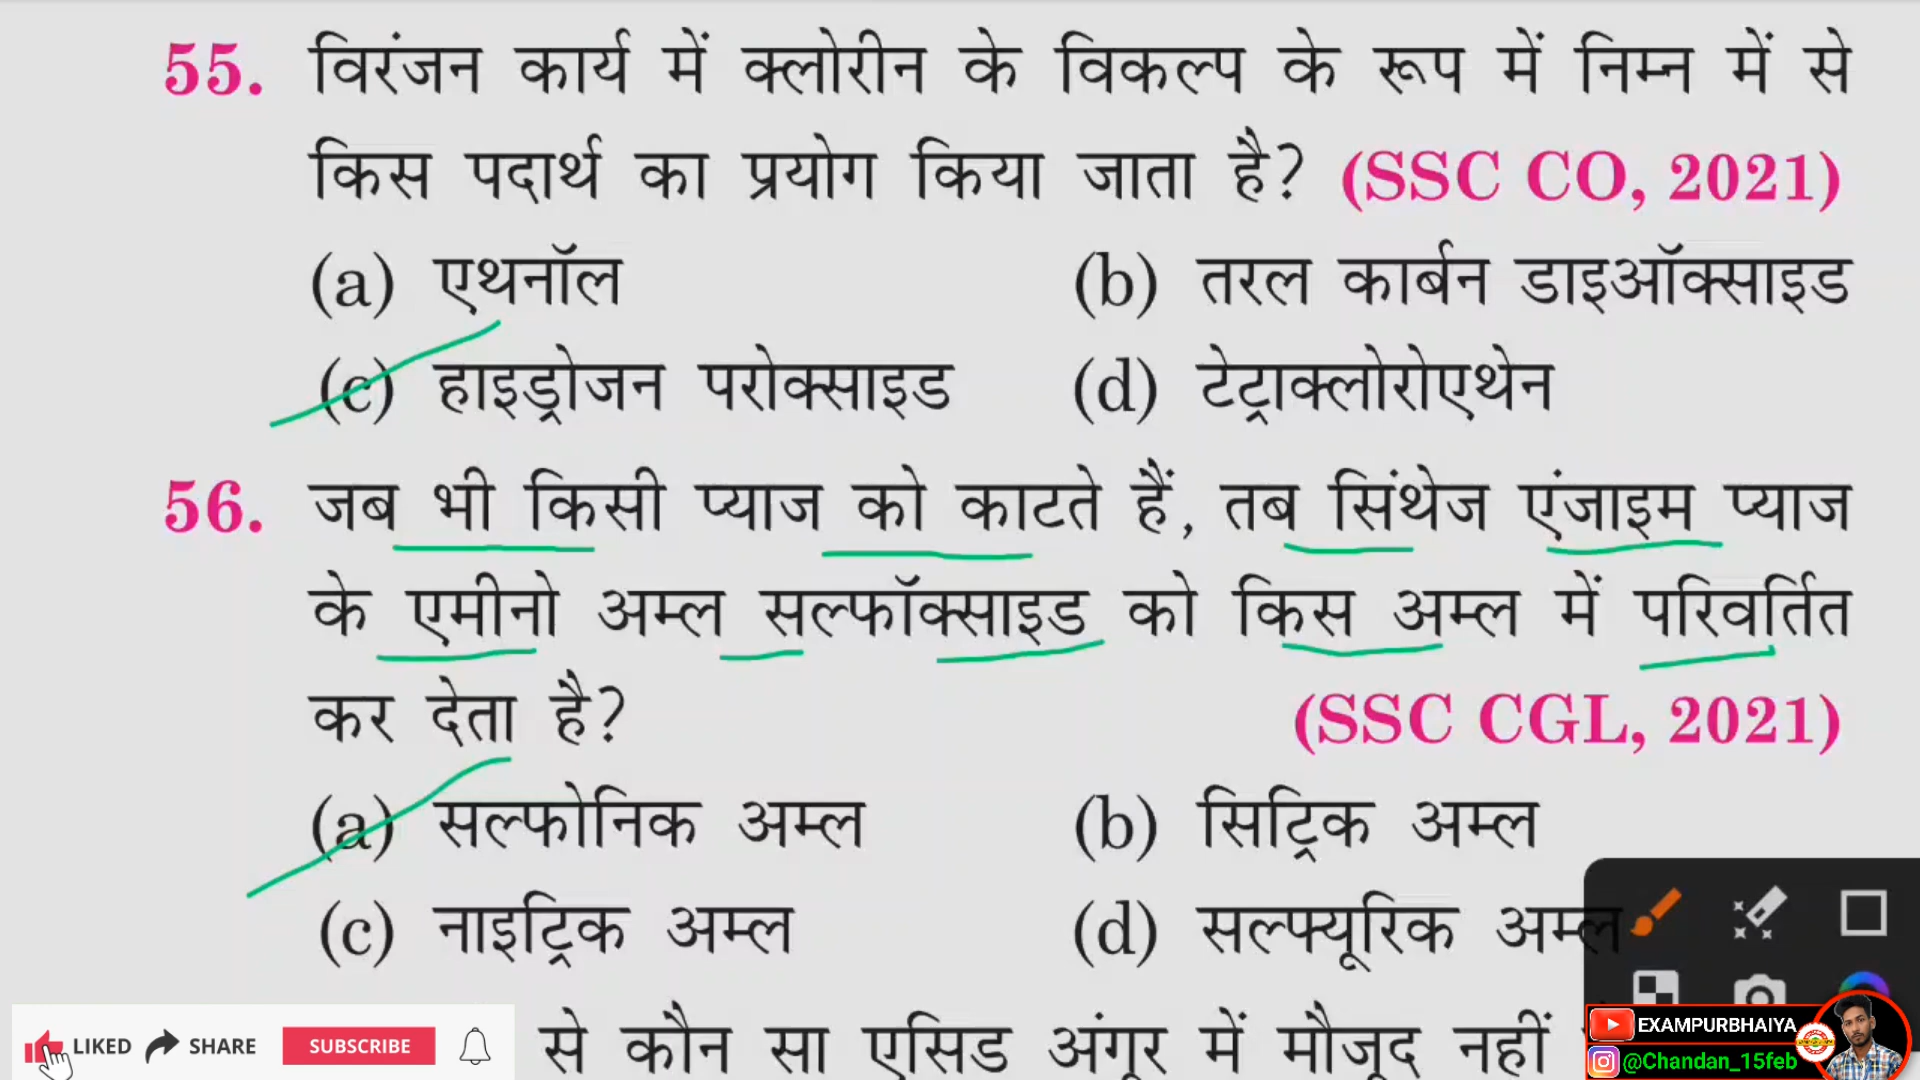 55. विरंजन कार्य में क्लोरीन के विकल्प के रूप में निम्न में से
किस पदार्थ का प्रयोग किया जाता है? (SSC CO, 2021)
(a) एथनॉल (b) तरल कार्बन डाइऑक्साइड
(c) हाइड्रोजन परोक्साइड (d) टेट्राक्लोरोएथेन
56. जब भी किसी प्याज को काटते हैं, तब सिंथेज एंजाइम प्याज
के एमीनो अम्ल सल्फॉक्साइड को किस अम्ल में परिवर्तित
कर देता है? (SSC CGL, 2021)
(a) सल्फोनिक अम्ल (b) सिट्रिक अम्ल
(c) नाइट्रिक अम्ल (d) सल्फ्यूरिक अम्ल
से कौन सा एसिड अंगूर में मौजूद नहीं
LIKED SHARE SUBSCRIBE
EXAMPURBHAIYA
@Chandan_15feb